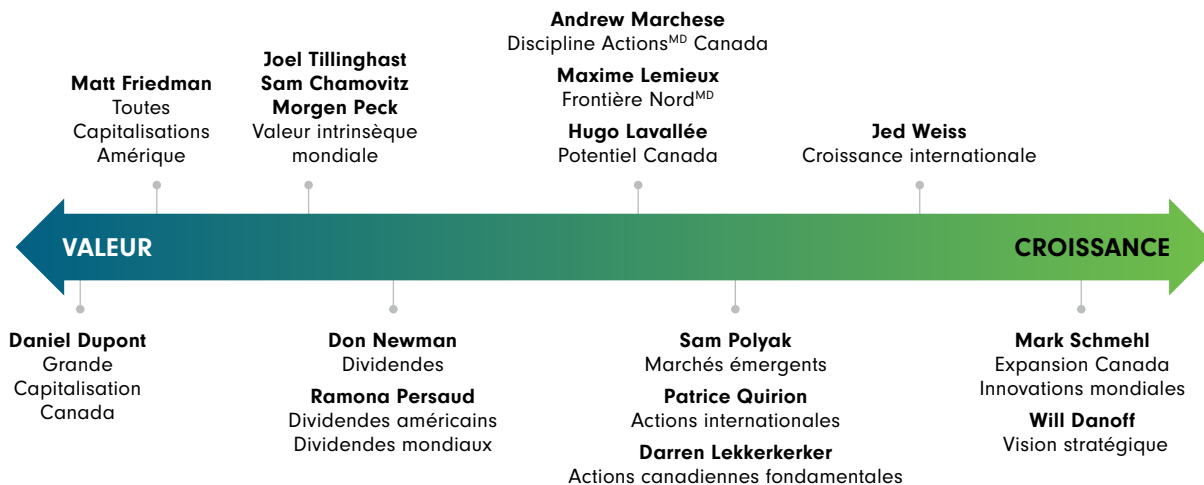 Andrew Marchese
Discipline Actionsᴹᴰ Canada
Maxime Lemieux
Frontière Nordᴹᴰ
Hugo Lavallée
Potentiel Canada
Matt Friedman
Toutes
Capitalisations
Amérique
Joel Tillinghast
Sam Chamovitz
Morgen Peck
Valeur intrinsèque
mondiale
Jed Weiss
Croissance internationale
VALEUR
CROISSANCE
Daniel Dupont
Grande
Capitalisation
Canada
Don Newman
Dividendes
Ramona Persaud
Dividendes américains
Dividendes mondiaux
Sam Polyak
Marchés émergents
Patrice Quirion
Actions internationales
Darren Lekkerkerker
Actions canadiennes fondamentales
Mark Schmehl
Expansion Canada
Innovations mondiales
Will Danoff
Vision stratégique